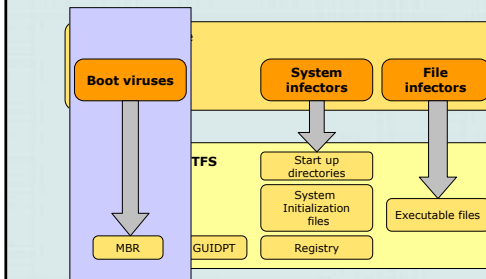 Boot viruses
System
infectors
File
infectors
TFS
Start up
directories
System
Initialization
files
Executable files
MBR
GUIDPT
Registry